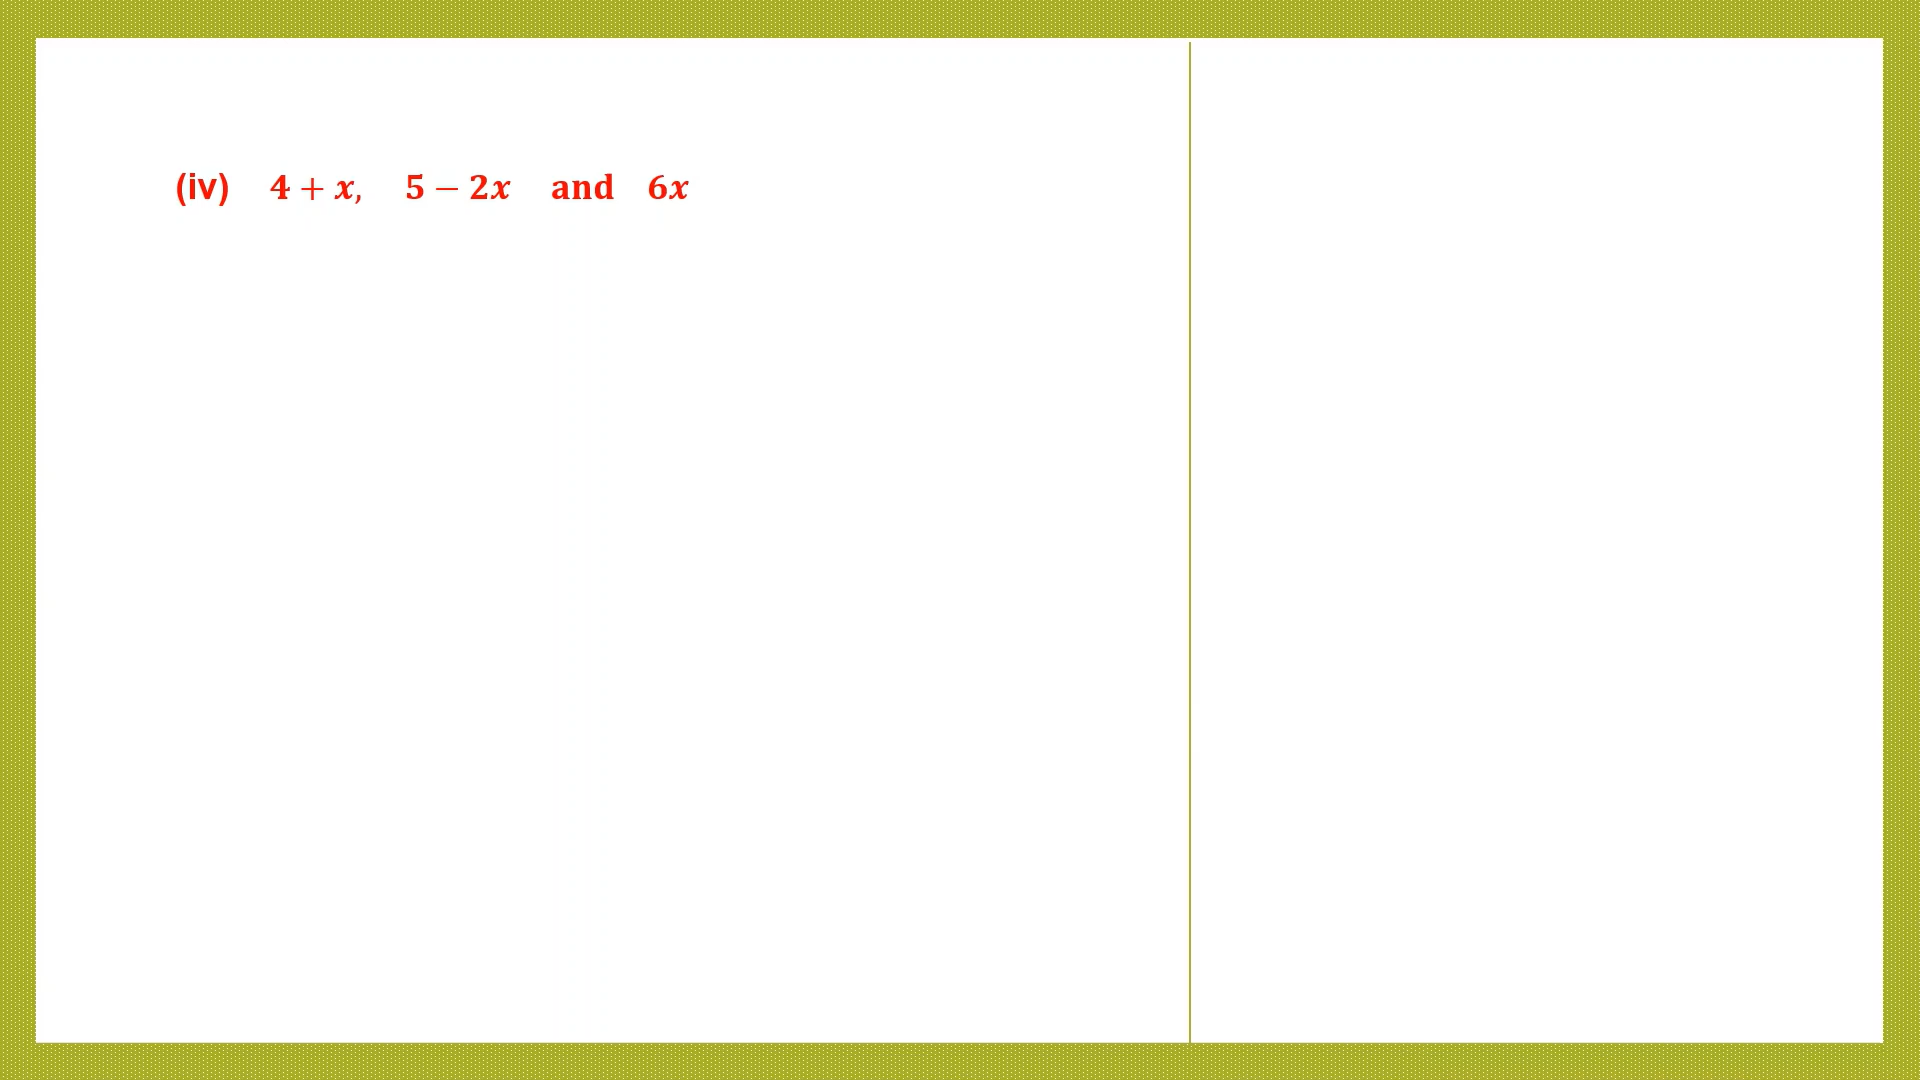 (iv) 4 + x, 5 − 2x and 6x